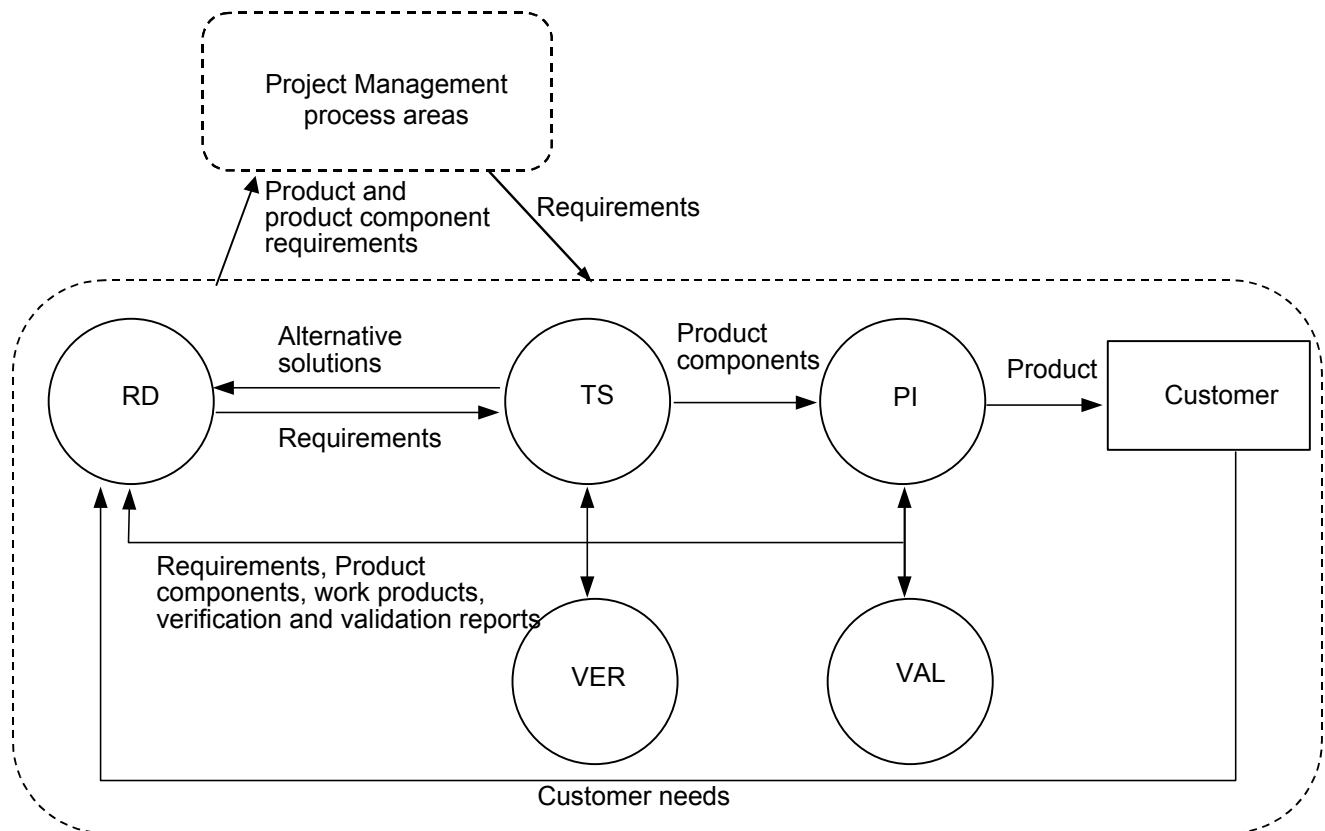 Project Management
process areas
Product and
product component
requirements
Requirements
Alternative
solutions
Product
components
Product
RD
TS
PI
Customer
Requirements
Requirements, Product
components, work products,
verification and validation reports
VER
VAL
Customer needs